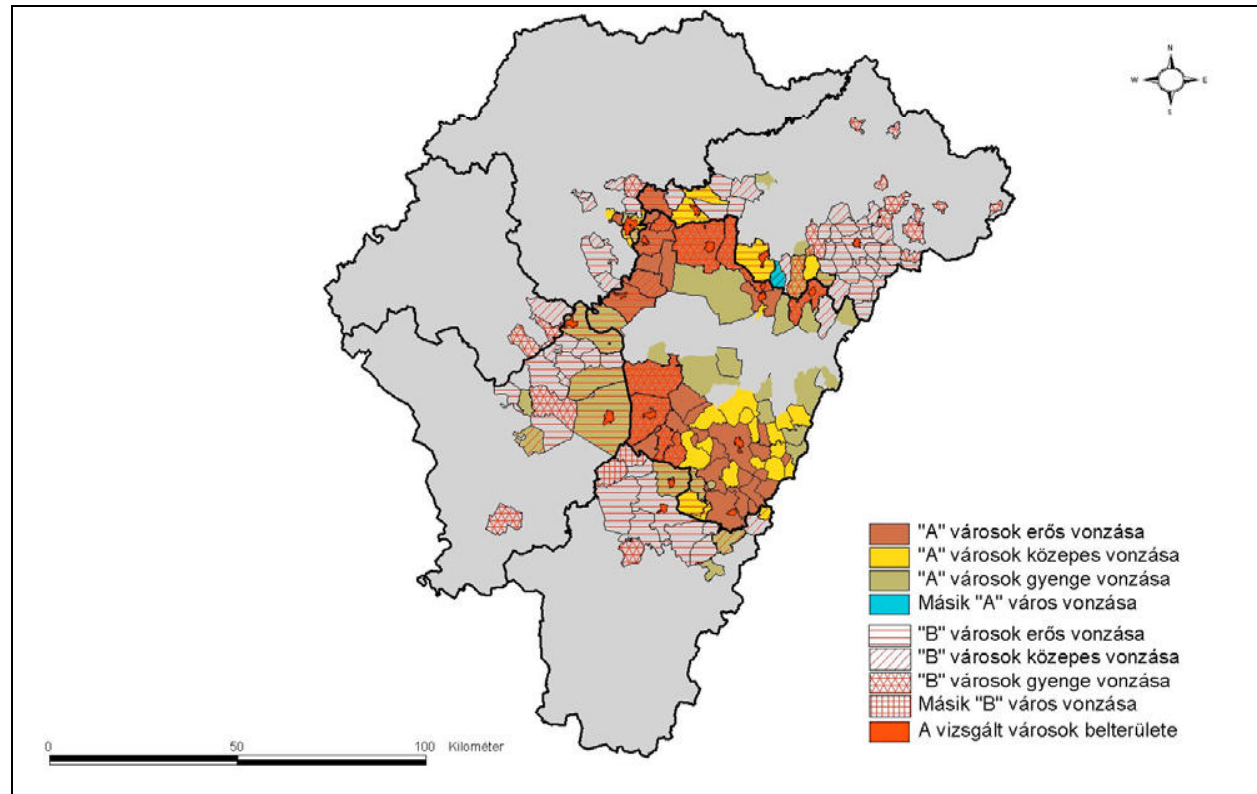 N
W E
S
"A" városok erős vonzása
"A" városok közepes vonzása
"A" városok gyenge vonzása
Másik "A" város vonzása
"B" városok erős vonzása
"B" városok közepes vonzása
"B" városok gyenge vonzása
Másik "B" város vonzása
A vizsgált városok belterülete
0 50 100 Kilométer